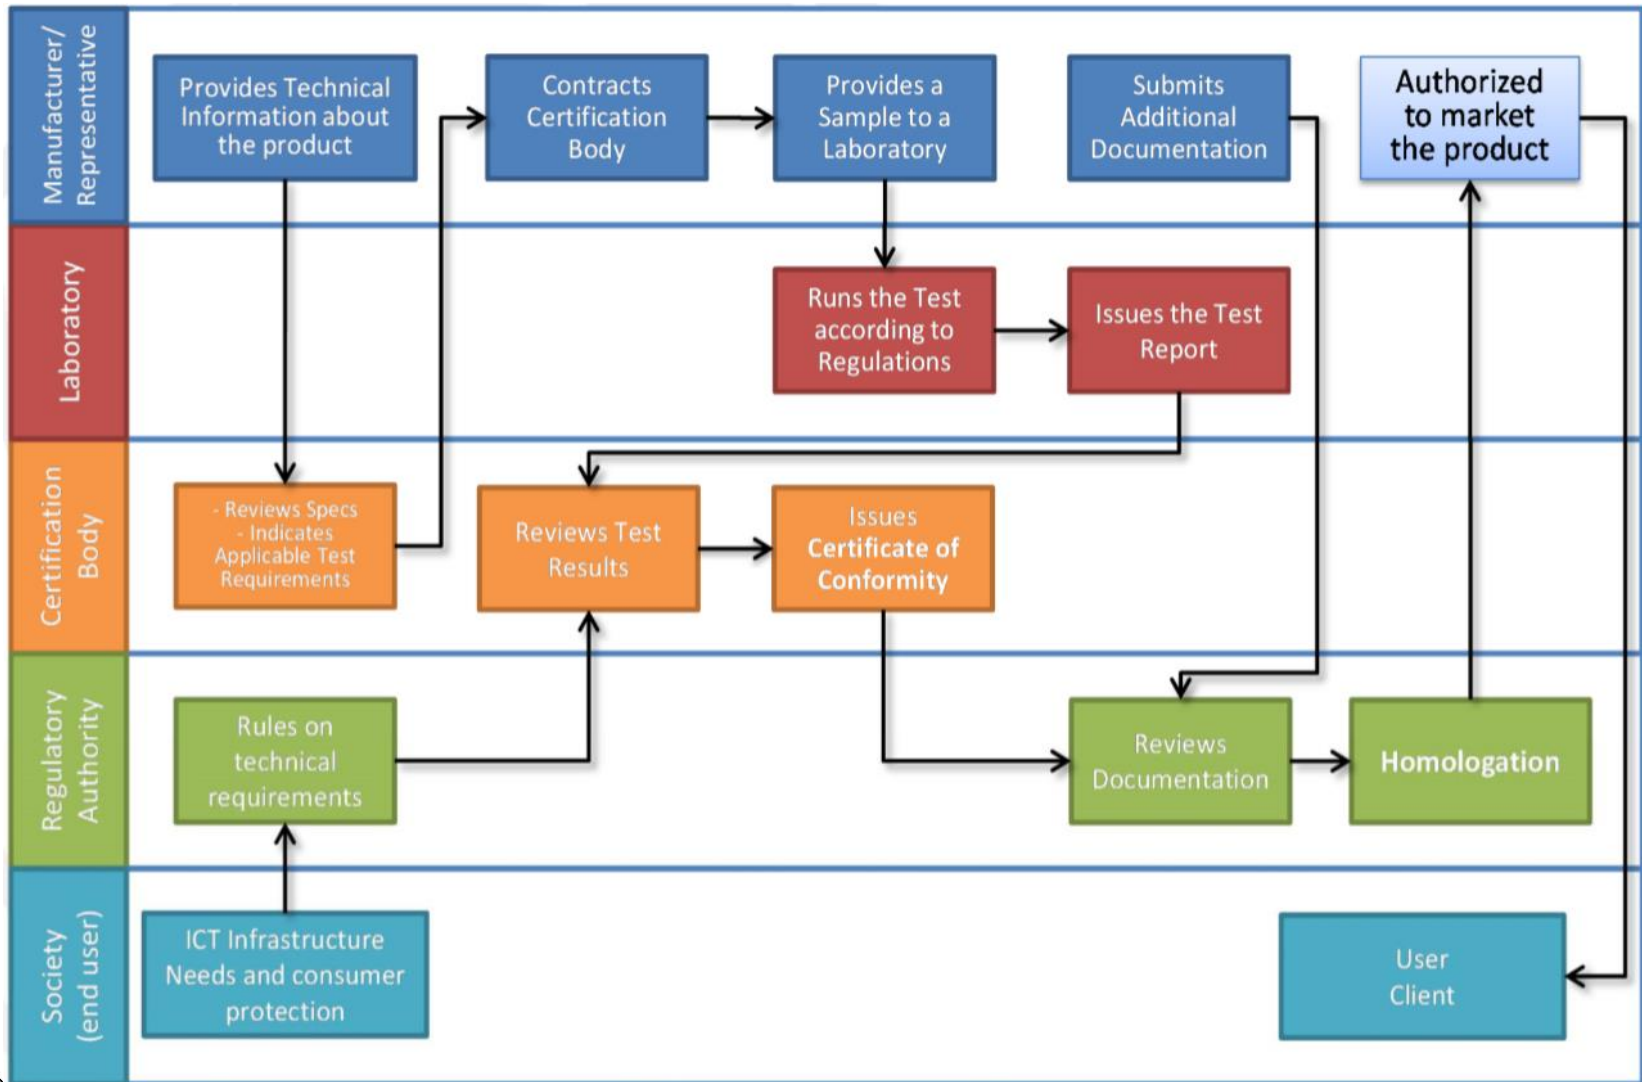 Manufacturer/
Representative
Provides Technical
Information about
the product
Contracts
Certification
Body
Provides a
Sample to a
Laboratory
Submits
Additional
Documentation
Authorized
to market
the product
Laboratory
Runs the Test
according to
Regulations
Issues the Test
Report
Certification
Body
- Reviews Specs
- Indicates
Applicable Test
Requirements
Reviews Test
Results
Issues
Certificate of
Conformity
Regulatory
Authority
Rules on
technical
requirements
Reviews
Documentation
Homologation
Society
(end user)
ICT Infrastructure
Needs and consumer
protection
User
Client